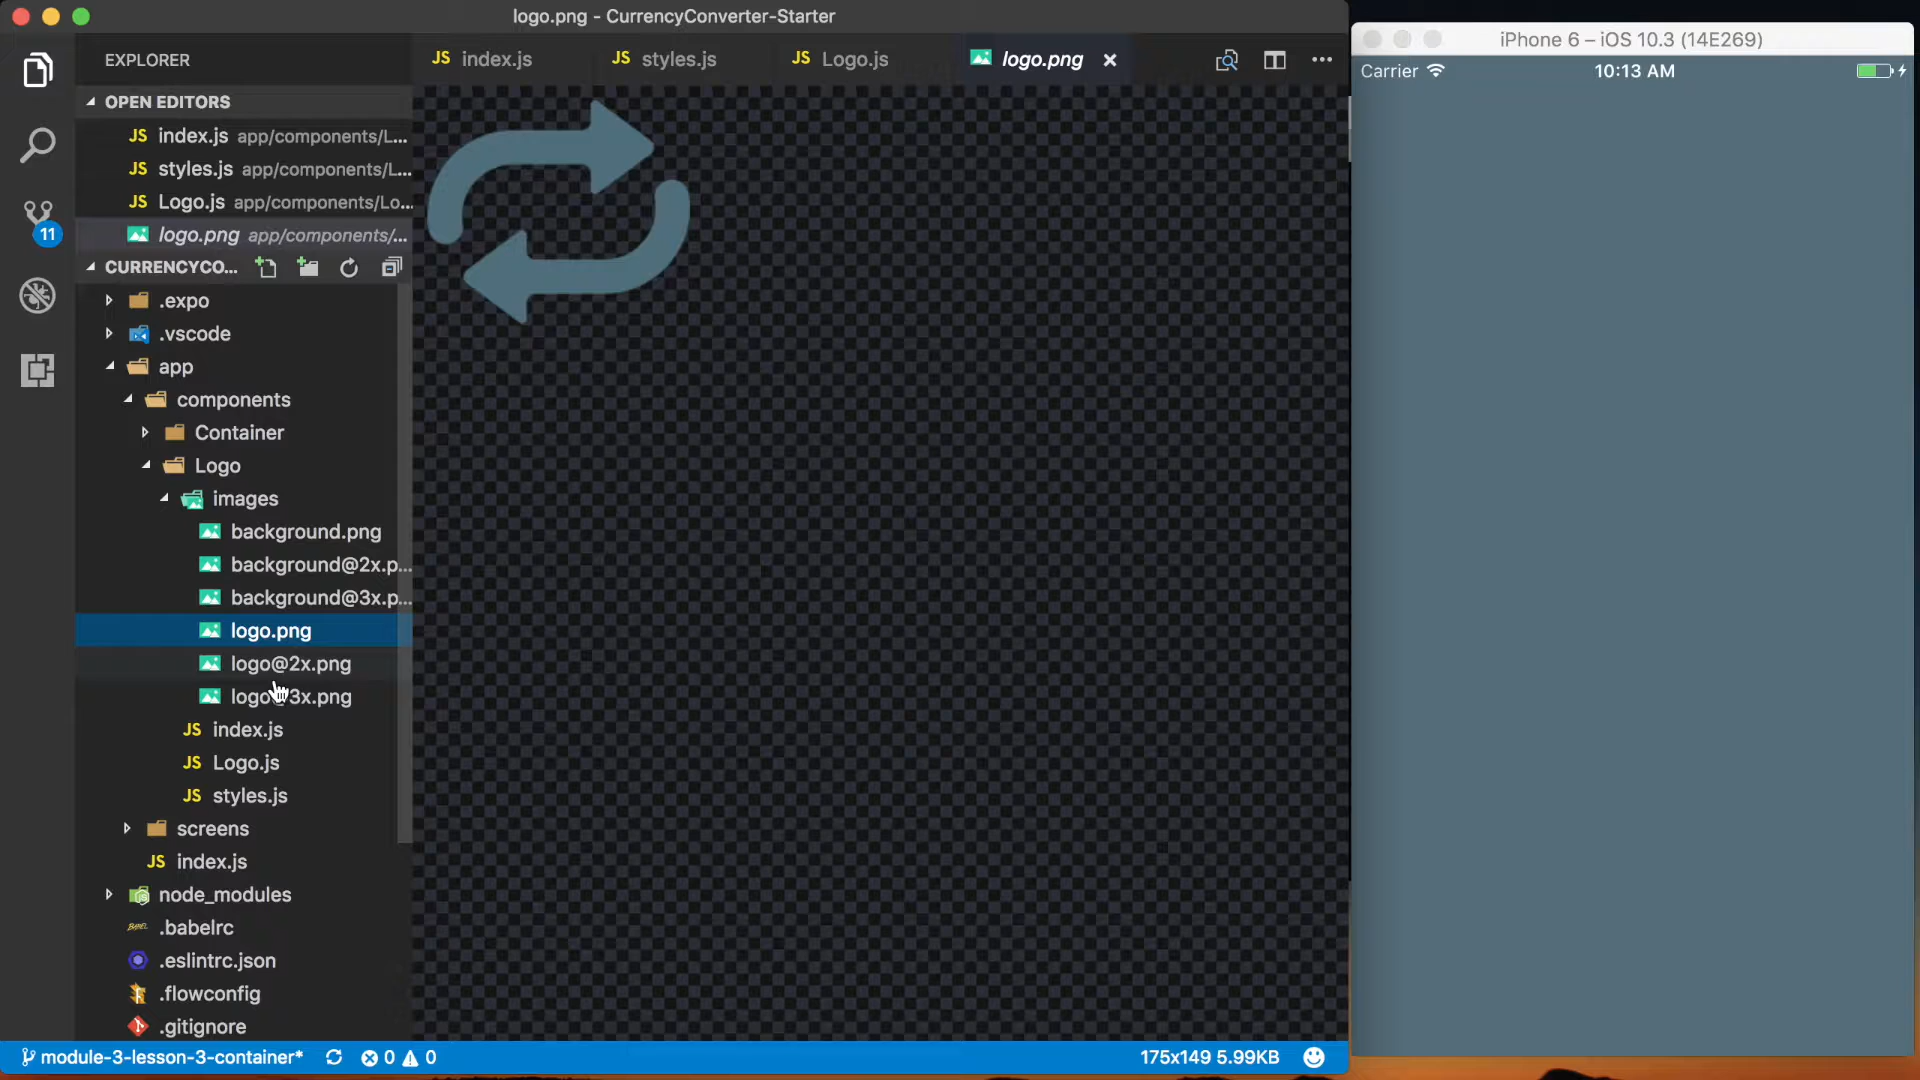 logo.png - CurrencyConverter-Starter
EXPLORER
JS index.js
JS styles.js
JS Logo.js
logo.png
OPEN EDITORS
JS index.js app/components/L...
JS styles.js app/components/L...
JS Logo.js app/components/Lo...
logo.png app/components/...
CURRENCYCO...
.expo
.vscode
app
components
Container
Logo
images
background.png
background@2x.p...
background@3x.p...
logo.png
logo@2x.png
logo@3x.png
JS index.js
JS Logo.js
JS styles.js
screens
JS index.js
node_modules
.babelrc
.eslintrc.json
.flowconfig
.gitignore
11
module-3-lesson-3-container*
0
0
175x149 5.99KB
iPhone 6 – iOS 10.3 (14E269)
Carrier
10:13 AM